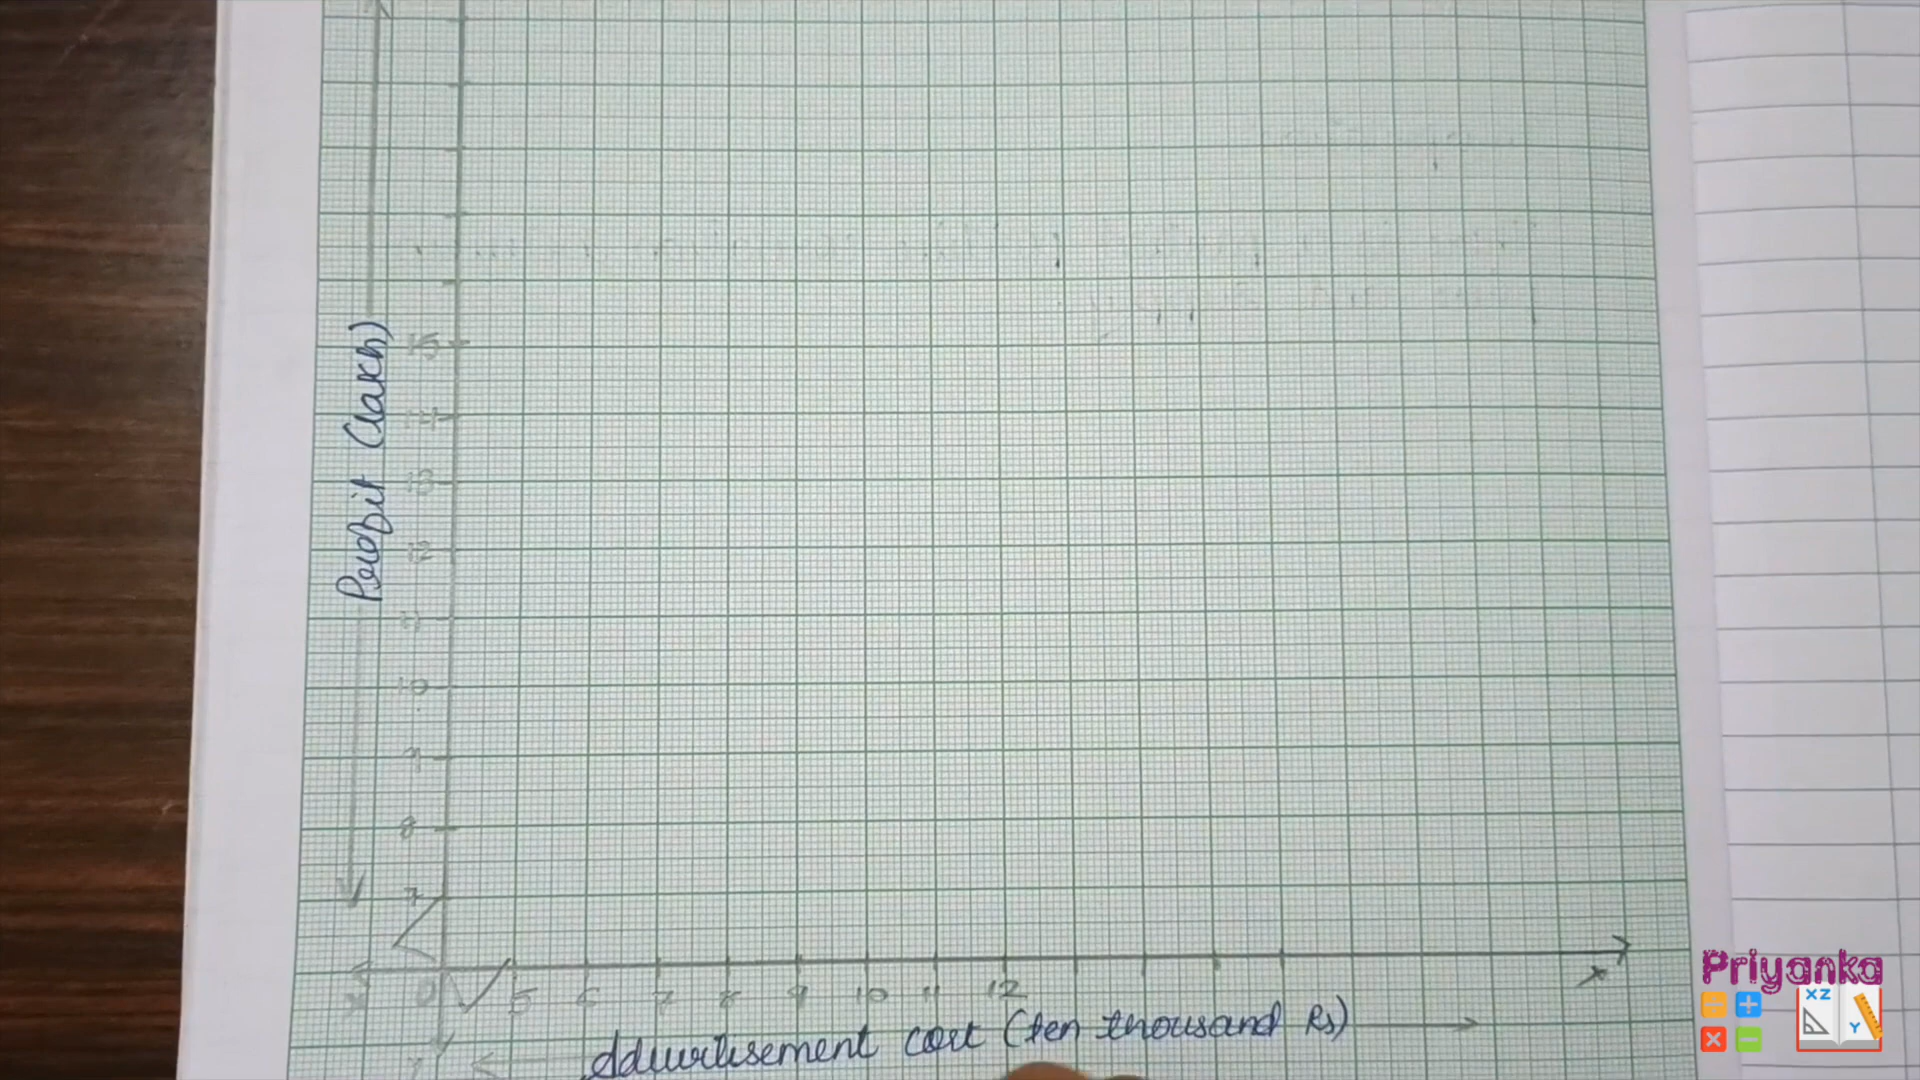 Profit (lakh)
15
14
13
12
11
10
9
8
7
0 5 6 7 8 9 10 11 12
x
Advertisement cost (ten thousand Rs)
Priyanka
XZ
Y